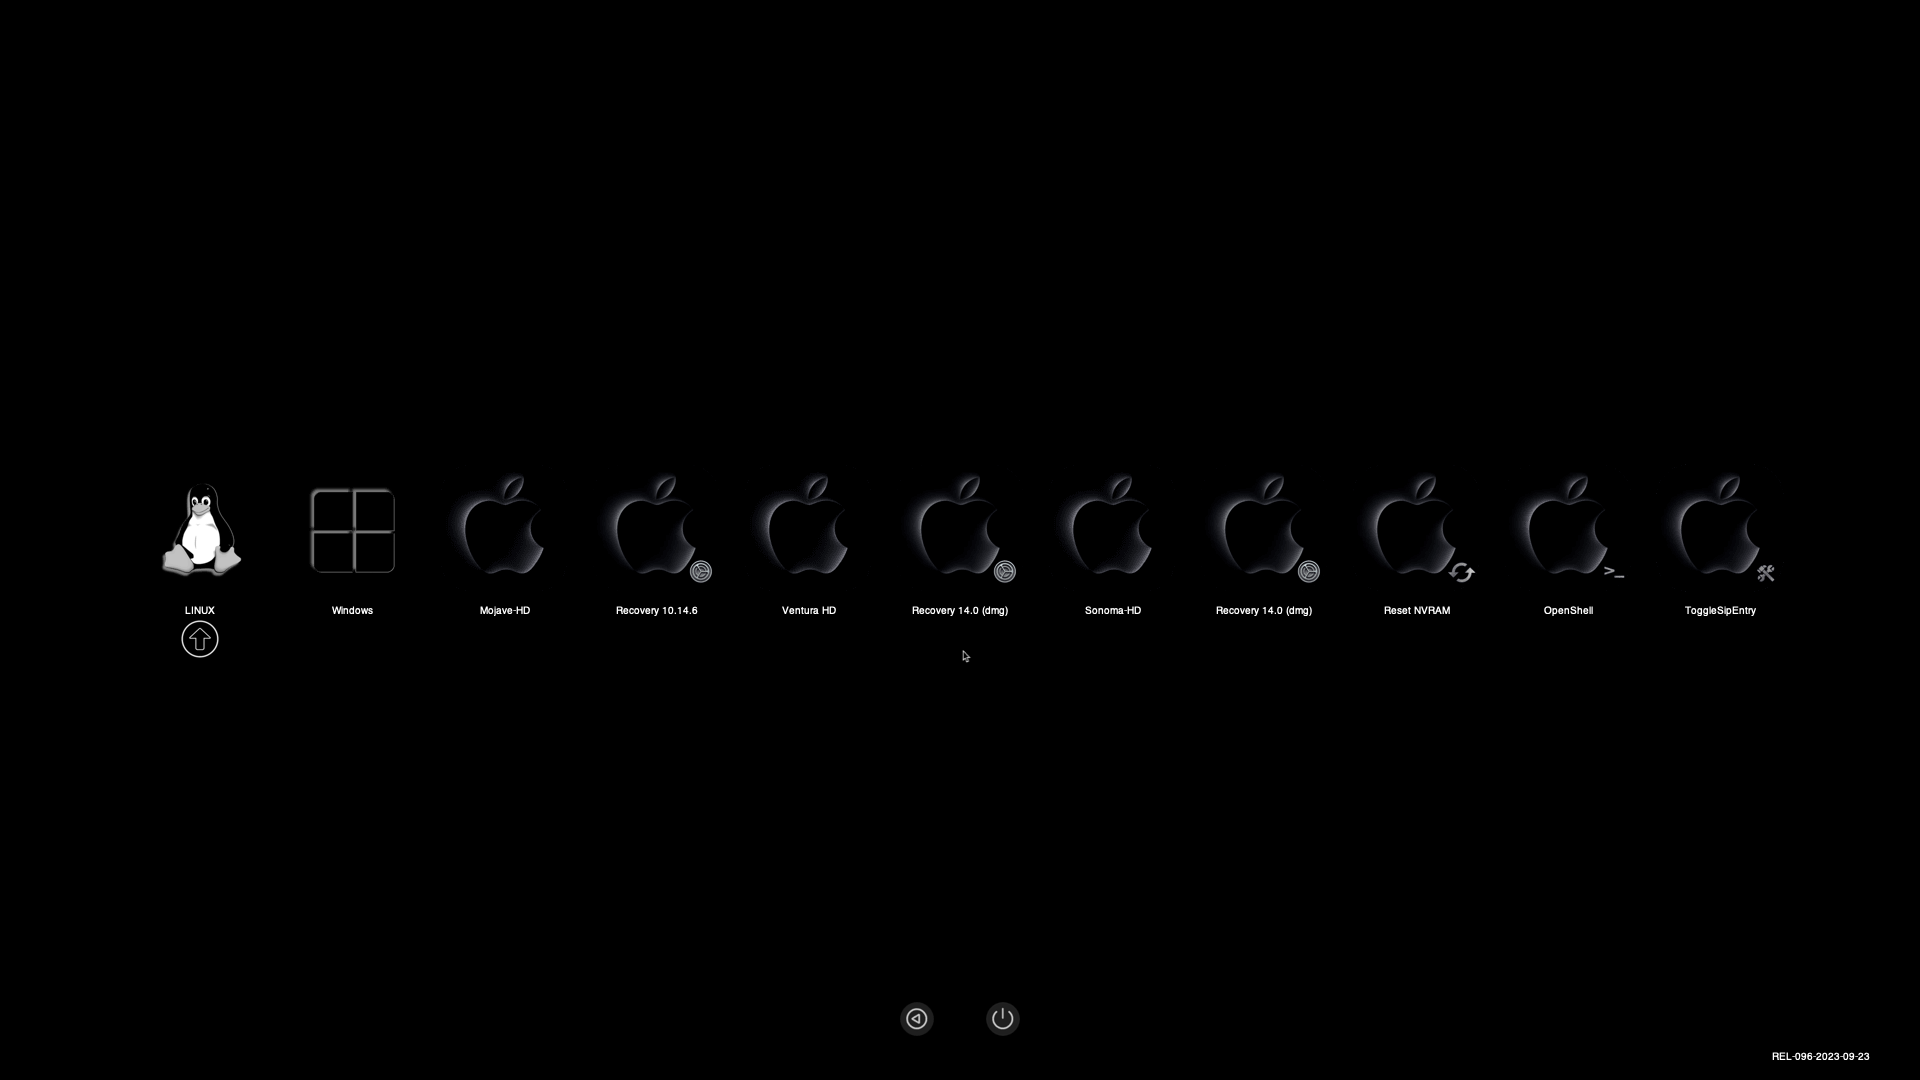 LINUX
Windows
Mojave-HD
Recovery 10.14.6
Ventura HD
Recovery 14.0 (dmg)
Sonoma-HD
Recovery 14.0 (dmg)
Reset NVRAM
OpenShell
ToggleSipEntry
REL-096-2023-09-23